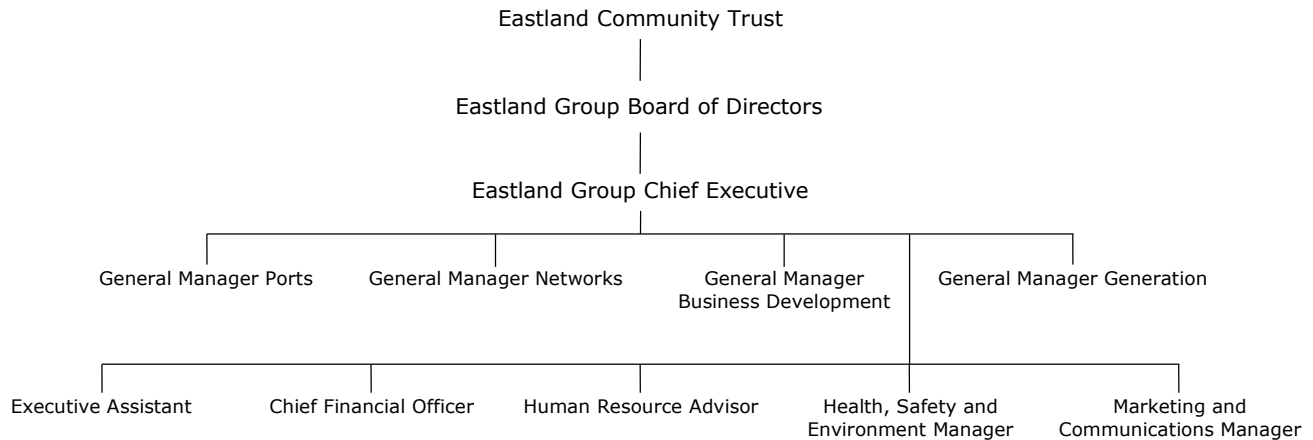 Eastland Community Trust
Eastland Group Board of Directors
Eastland Group Chief Executive
General Manager Ports
General Manager Networks
General Manager
Business Development
General Manager Generation
Executive Assistant
Chief Financial Officer
Human Resource Advisor
Health, Safety and
Environment Manager
Marketing and
Communications Manager